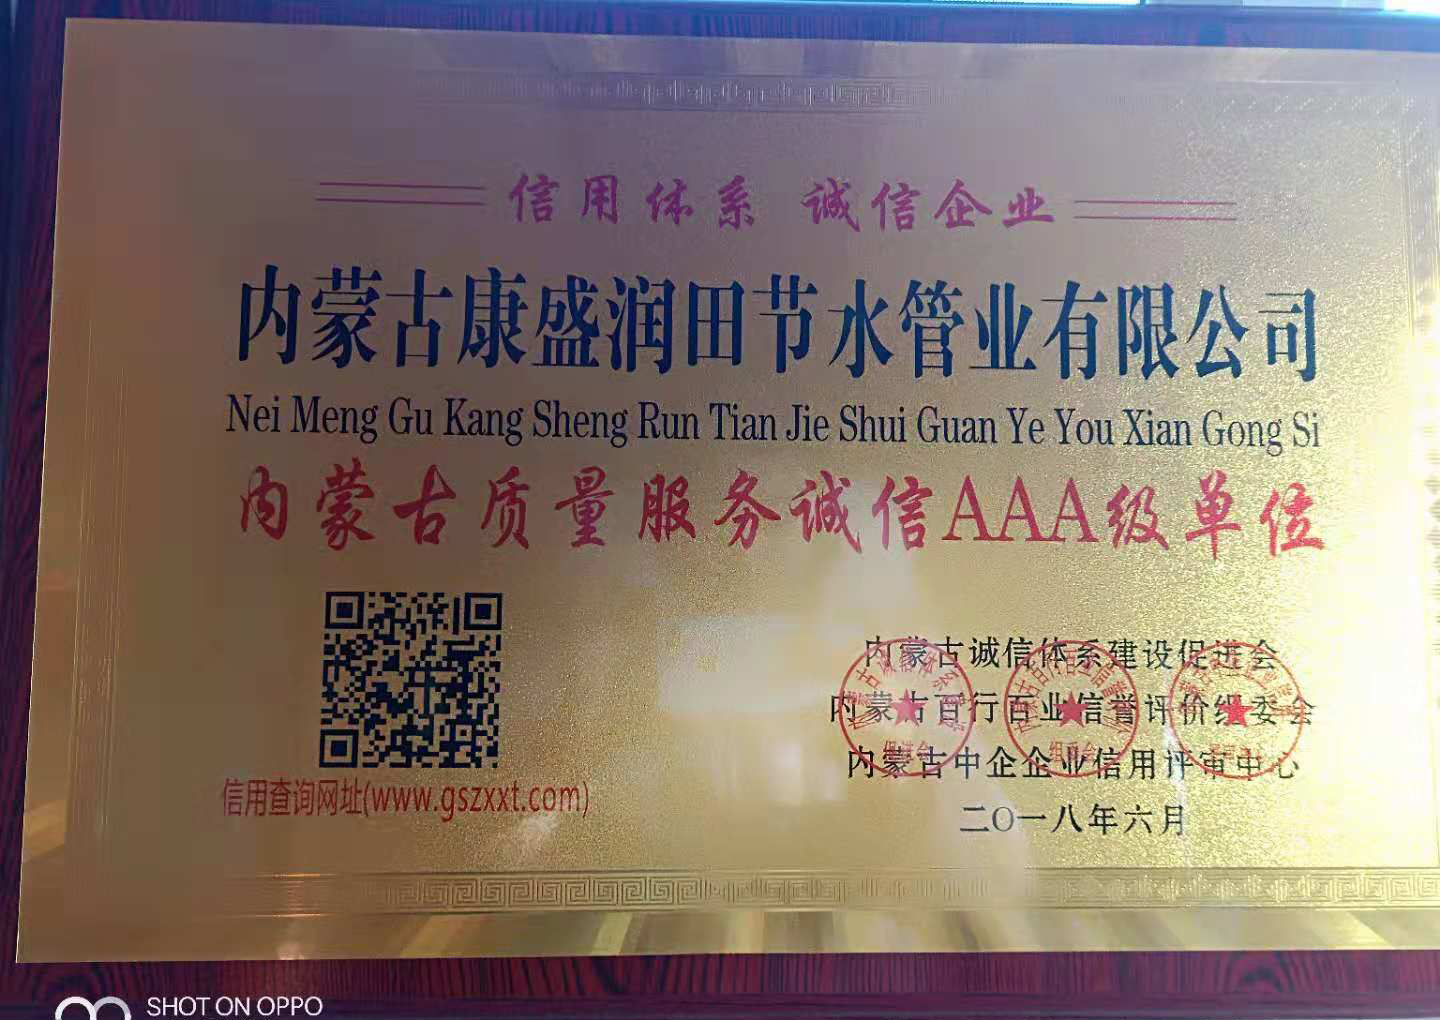 信用体系 诚信企业
内蒙古康盛润田节水管业有限公司
Nei Meng Gu Kang Sheng Run Tian Jie Shui Guan Ye You Xian Gong Si
内蒙古质量服务诚信AAA级单位
信用查询网址(www.gszxxt.com)
内蒙古诚信体系建设促进会
内蒙古百行百业信誉评价组委会
内蒙古中企企业信用评审中心
二〇一八年六月
SHOT ON OPPO